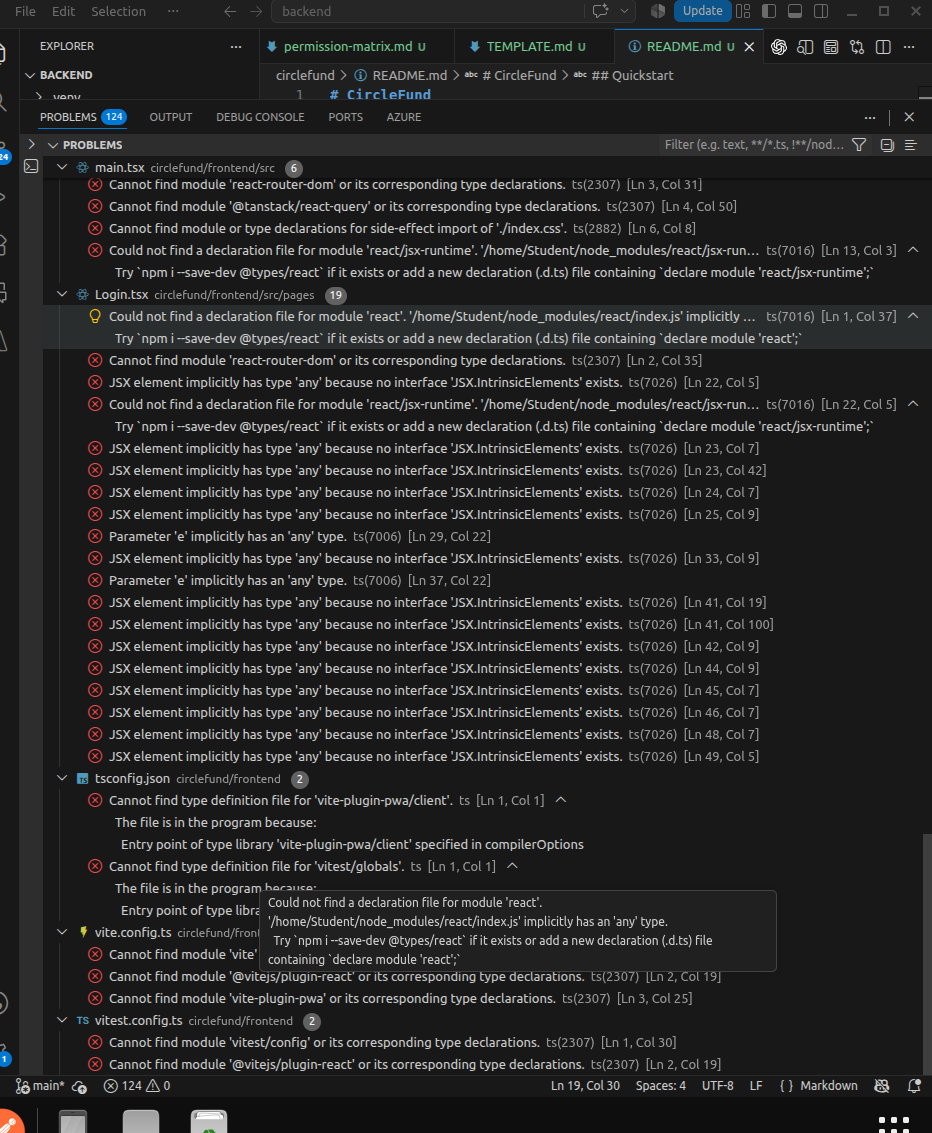 File Edit Selection ··· backend Update
EXPLORER ··· permission-matrix.md U TEMPLATE.md U README.md U
BACKEND
circlefund > README.md > # CircleFund > ## Quickstart
venv
1 # CircleFund
PROBLEMS 124 OUTPUT DEBUG CONSOLE PORTS AZURE
PROBLEMS Filter (e.g. text, **/*.ts, !**/nod...
main.tsx circlefund/frontend/src 6
Cannot find module 'react-router-dom' or its corresponding type declarations. ts(2307) [Ln 3, Col 31]
Cannot find module '@tanstack/react-query' or its corresponding type declarations. ts(2307) [Ln 4, Col 50]
Cannot find module or type declarations for side-effect import of './index.css'. ts(2882) [Ln 6, Col 8]
Could not find a declaration file for module 'react/jsx-runtime'. '/home/Student/node_modules/react/jsx-run... ts(7016) [Ln 13, Col 3]
Try `npm i --save-dev @types/react` if it exists or add a new declaration (.d.ts) file containing `declare module 'react/jsx-runtime';`
Login.tsx circlefund/frontend/src/pages 19
Could not find a declaration file for module 'react'. '/home/Student/node_modules/react/index.js' implicitly ... ts(7016) [Ln 1, Col 37]
Try `npm i --save-dev @types/react` if it exists or add a new declaration (.d.ts) file containing `declare module 'react';`
Cannot find module 'react-router-dom' or its corresponding type declarations. ts(2307) [Ln 2, Col 35]
JSX element implicitly has type 'any' because no interface 'JSX.IntrinsicElements' exists. ts(7026) [Ln 22, Col 5]
Could not find a declaration file for module 'react/jsx-runtime'. '/home/Student/node_modules/react/jsx-run... ts(7016) [Ln 22, Col 5]
Try `npm i --save-dev @types/react` if it exists or add a new declaration (.d.ts) file containing `declare module 'react/jsx-runtime';`
JSX element implicitly has type 'any' because no interface 'JSX.IntrinsicElements' exists. ts(7026) [Ln 23, Col 7]
JSX element implicitly has type 'any' because no interface 'JSX.IntrinsicElements' exists. ts(7026) [Ln 23, Col 42]
JSX element implicitly has type 'any' because no interface 'JSX.IntrinsicElements' exists. ts(7026) [Ln 24, Col 7]
JSX element implicitly has type 'any' because no interface 'JSX.IntrinsicElements' exists. ts(7026) [Ln 25, Col 9]
Parameter 'e' implicitly has an 'any' type. ts(7006) [Ln 29, Col 22]
JSX element implicitly has type 'any' because no interface 'JSX.IntrinsicElements' exists. ts(7026) [Ln 33, Col 9]
Parameter 'e' implicitly has an 'any' type. ts(7006) [Ln 37, Col 22]
JSX element implicitly has type 'any' because no interface 'JSX.IntrinsicElements' exists. ts(7026) [Ln 41, Col 19]
JSX element implicitly has type 'any' because no interface 'JSX.IntrinsicElements' exists. ts(7026) [Ln 41, Col 100]
JSX element implicitly has type 'any' because no interface 'JSX.IntrinsicElements' exists. ts(7026) [Ln 42, Col 9]
JSX element implicitly has type 'any' because no interface 'JSX.IntrinsicElements' exists. ts(7026) [Ln 44, Col 9]
JSX element implicitly has type 'any' because no interface 'JSX.IntrinsicElements' exists. ts(7026) [Ln 45, Col 7]
JSX element implicitly has type 'any' because no interface 'JSX.IntrinsicElements' exists. ts(7026) [Ln 46, Col 7]
JSX element implicitly has type 'any' because no interface 'JSX.IntrinsicElements' exists. ts(7026) [Ln 48, Col 7]
JSX element implicitly has type 'any' because no interface 'JSX.IntrinsicElements' exists. ts(7026) [Ln 49, Col 5]
tsconfig.json circlefund/frontend 2
Cannot find type definition file for 'vite-plugin-pwa/client'. ts [Ln 1, Col 1]
The file is in the program because:
Entry point of type library 'vite-plugin-pwa/client' specified in compilerOptions
Cannot find type definition file for 'vitest/globals'. ts [Ln 1, Col 1]
The file is in the program because:
Entry point of type libra
Could not find a declaration file for module 'react'.
'/home/Student/node_modules/react/index.js' implicitly has an 'any' type.
Try `npm i --save-dev @types/react` if it exists or add a new declaration (.d.ts) file
containing `declare module 'react';`
vite.config.ts circlefund/front
Cannot find module 'vite'
Cannot find module '@vitejs/plugin-react' or its corresponding type declarations. ts(2307) [Ln 2, Col 19]
Cannot find module 'vite-plugin-pwa' or its corresponding type declarations. ts(2307) [Ln 3, Col 25]
TS vitest.config.ts circlefund/frontend 2
Cannot find module 'vitest/config' or its corresponding type declarations. ts(2307) [Ln 1, Col 30]
Cannot find module '@vitejs/plugin-react' or its corresponding type declarations. ts(2307) [Ln 2, Col 19]
main* 124 0 Ln 19, Col 30 Spaces: 4 UTF-8 LF { } Markdown